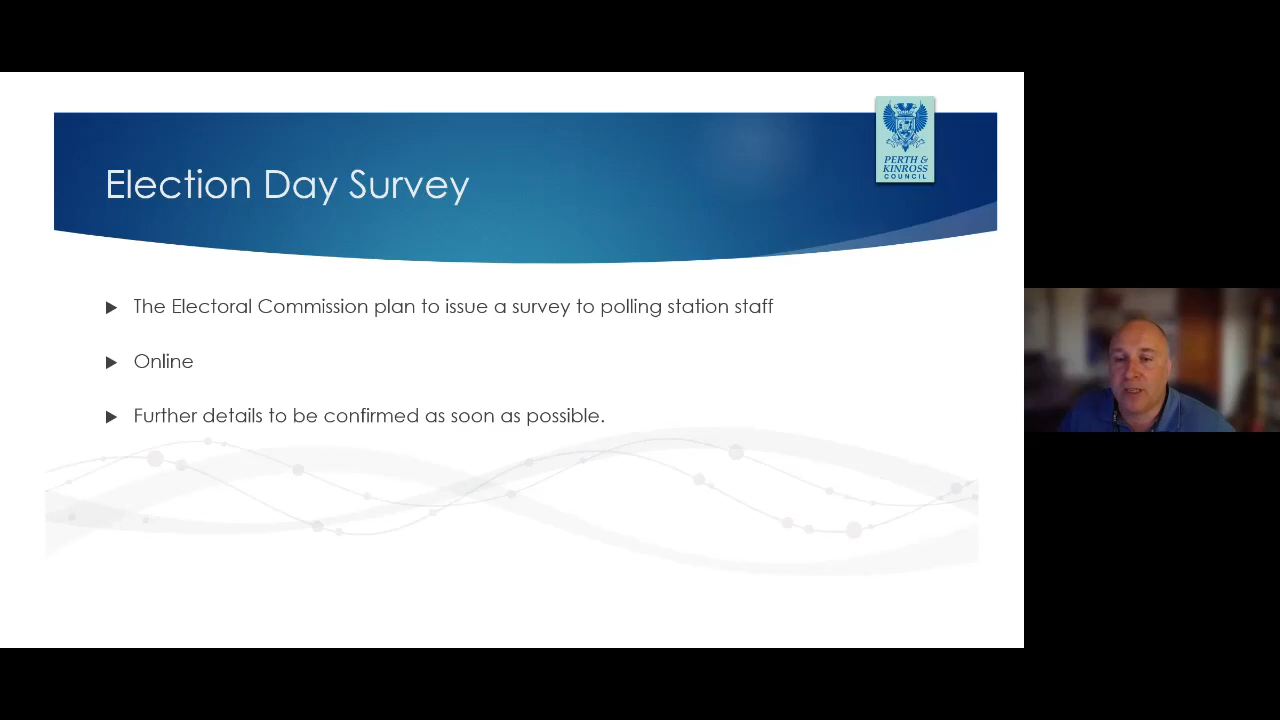 Election Day Survey
PERTH &
KINROSS
COUNCIL
The Electoral Commission plan to issue a survey to polling station staff
Online
Further details to be confirmed as soon as possible.